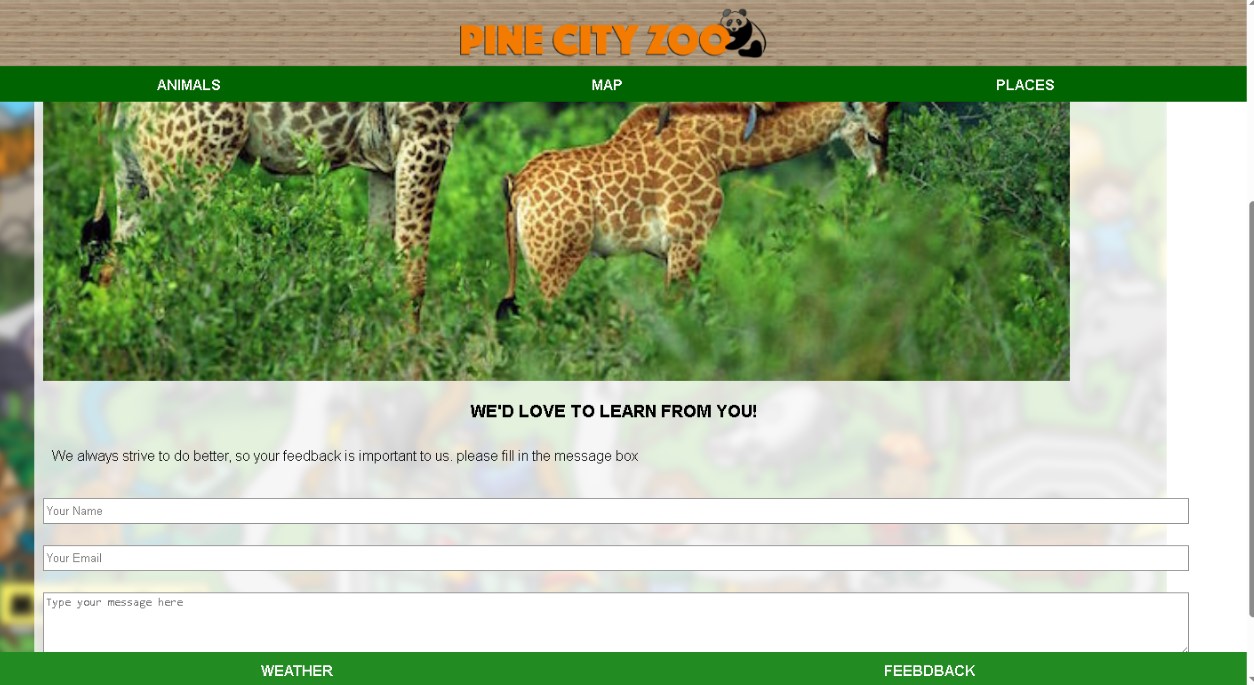 PINE CITY ZOO
ANIMALS MAP PLACES
WE'D LOVE TO LEARN FROM YOU!
We always strive to do better, so your feedback is important to us. please fill in the message box
Your Name
Your Email
Type your message here
WEATHER FEEBDBACK